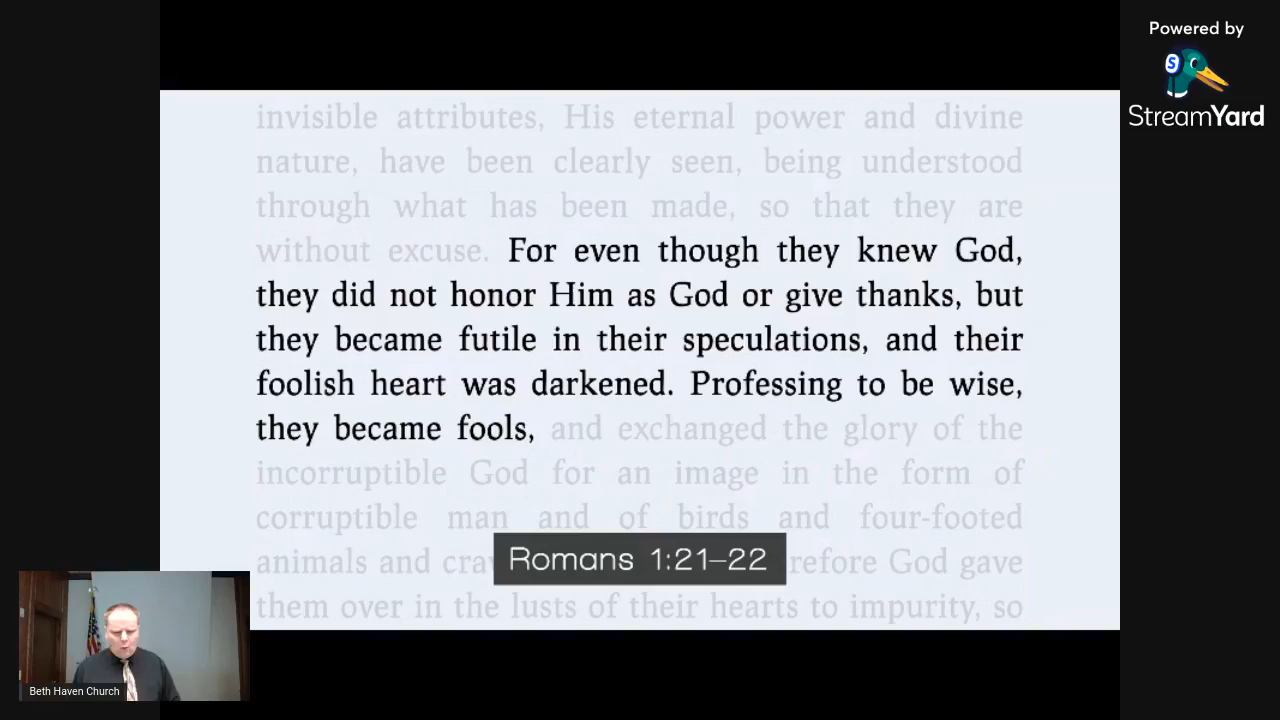 Powered by
S
StreamYard
invisible attributes, His eternal power and divine
nature, have been clearly seen, being understood
through what has been made, so that they are
without excuse. For even though they knew God,
they did not honor Him as God or give thanks, but
they became futile in their speculations, and their
foolish heart was darkened. Professing to be wise,
they became fools, and exchanged the glory of the
incorruptible God for an image in the form of
corruptible man and of birds and four-footed
animals and God gave
Romans 1:21–22
them over in the lusts of their hearts to impurity, so
Beth Haven Church